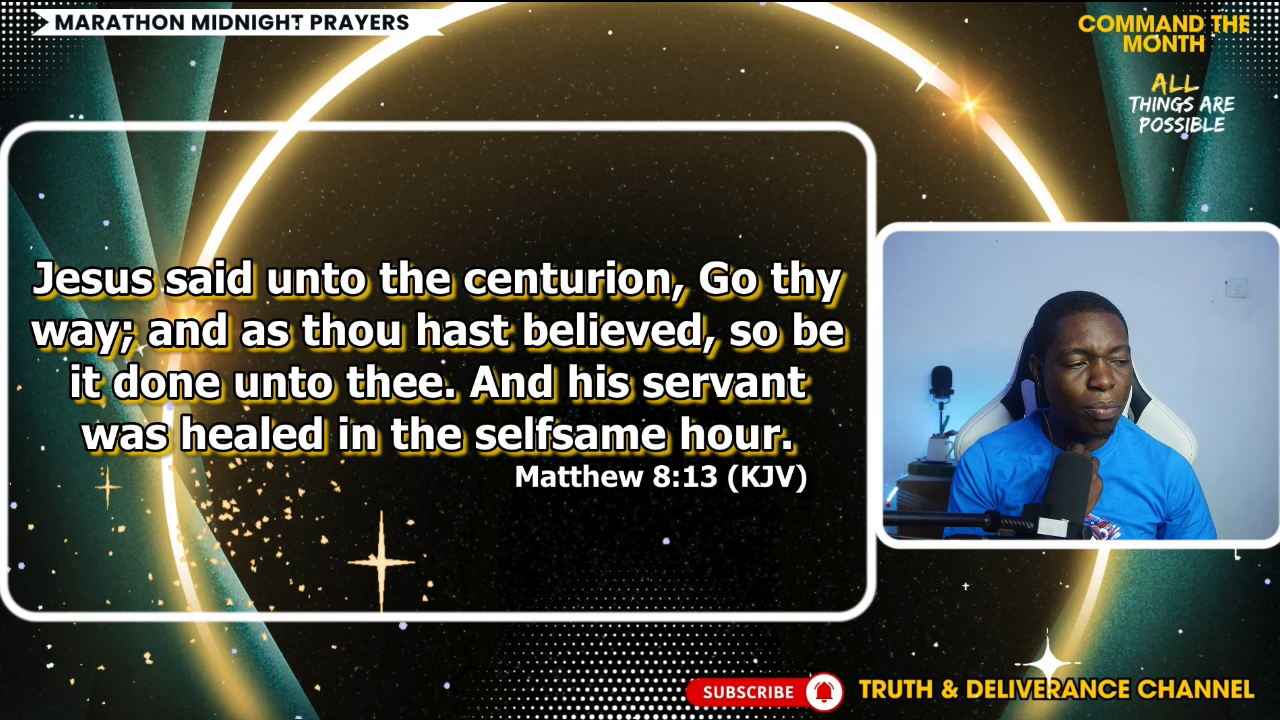 MARATHON MIDNIGHT PRAYERS
COMMAND THE
MONTH
ALL
THINGS ARE
POSSIBLE
Jesus said unto the centurion, Go thy
way; and as thou hast believed, so be
it done unto thee. And his servant
was healed in the selfsame hour.
Matthew 8:13 (KJV)
SUBSCRIBE
TRUTH & DELIVERANCE CHANNEL